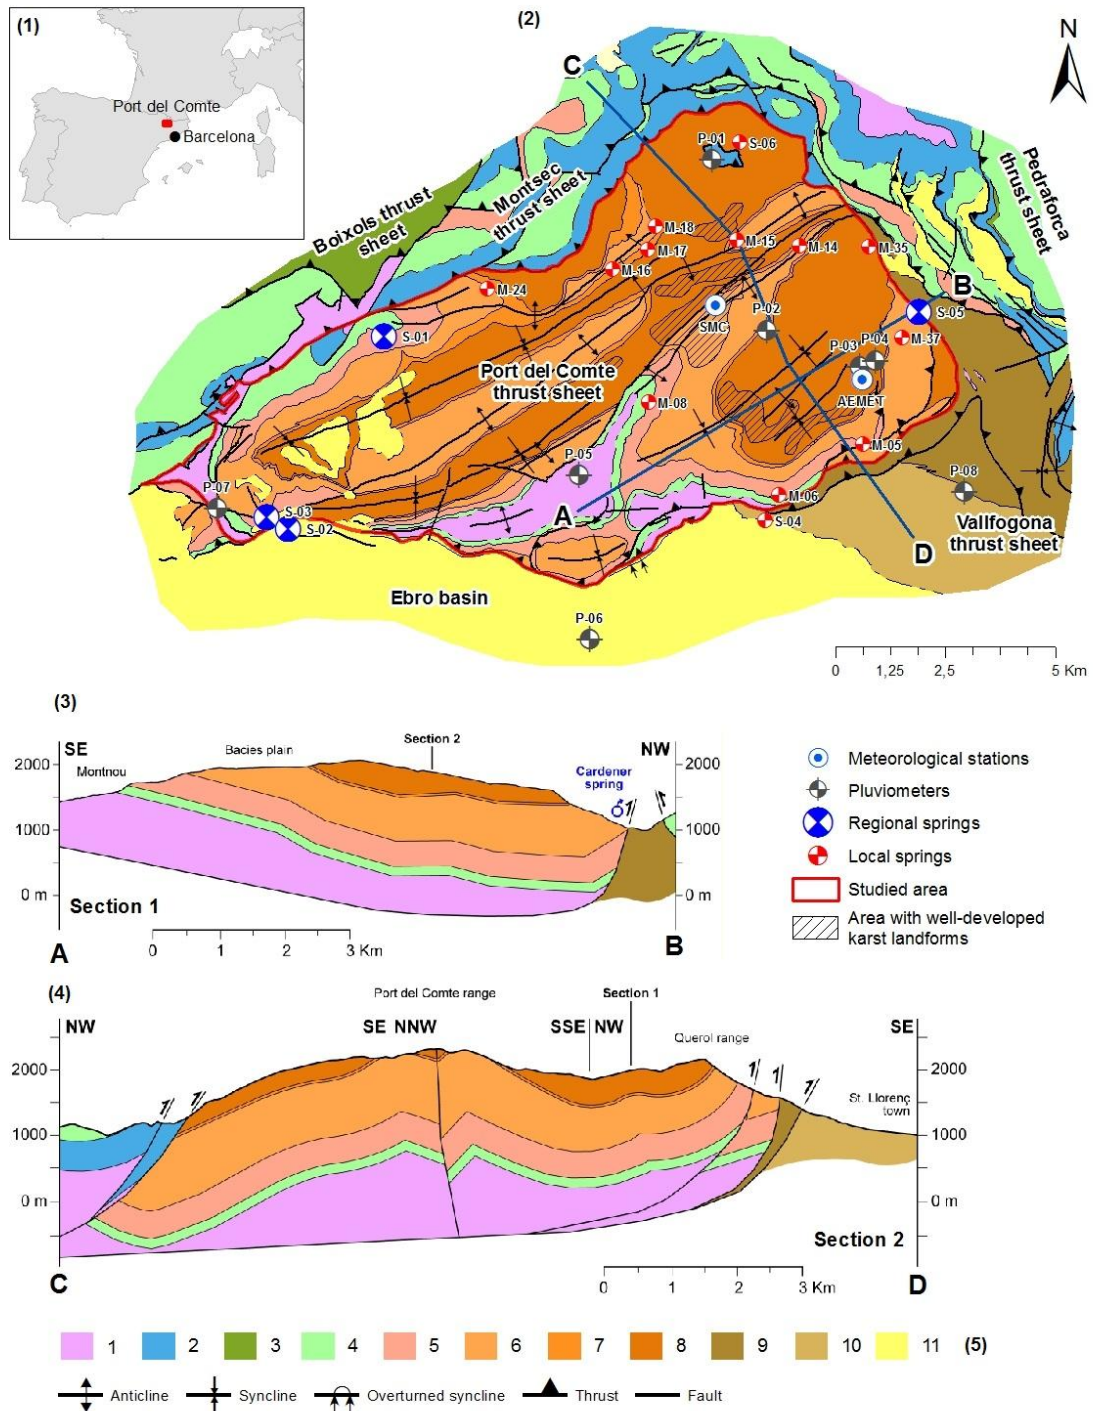 (1)
Port del Comte
Barcelona
(2)
N
C
P-01
S-06
Boixols thrust
sheet
Montsec
thrust sheet
Pedraforca
thrust sheet
M-18
M-17
M-16
M-15
M-14
M-35
M-24
B
S-05
SMC
P-02
S-01
P-03
P-04
M-37
Port del Comte
thrust sheet
AEMET
M-08
M-05
P-05
P-07
P-08
M-06
A
S-03
S-02
S-04
Vallfogona
thrust sheet
D
Ebro basin
P-06
0 1,25 2,5 5 Km
(3)
SE
NW
Section 2
Bacies plain
Montnou
Cardener
spring
2000
1000
0 m
2000
1000
0 m
Section 1
A
B
0 1 2 3 Km
Meteorological stations
Pluviometers
Regional springs
Local springs
Studied area
Area with well-developed
karst landforms
(4)
Port del Comte range
Section 1
NW
SE NNW
SSE NW
SE
Querol range
St. Llorenç
town
2000
1000
0 m
2000
1000
0 m
Section 2
C
D
0 1 2 3 Km
1 2 3 4 5 6 7 8 9 10 11 (5)
Anticline Syncline Overturned syncline Thrust Fault